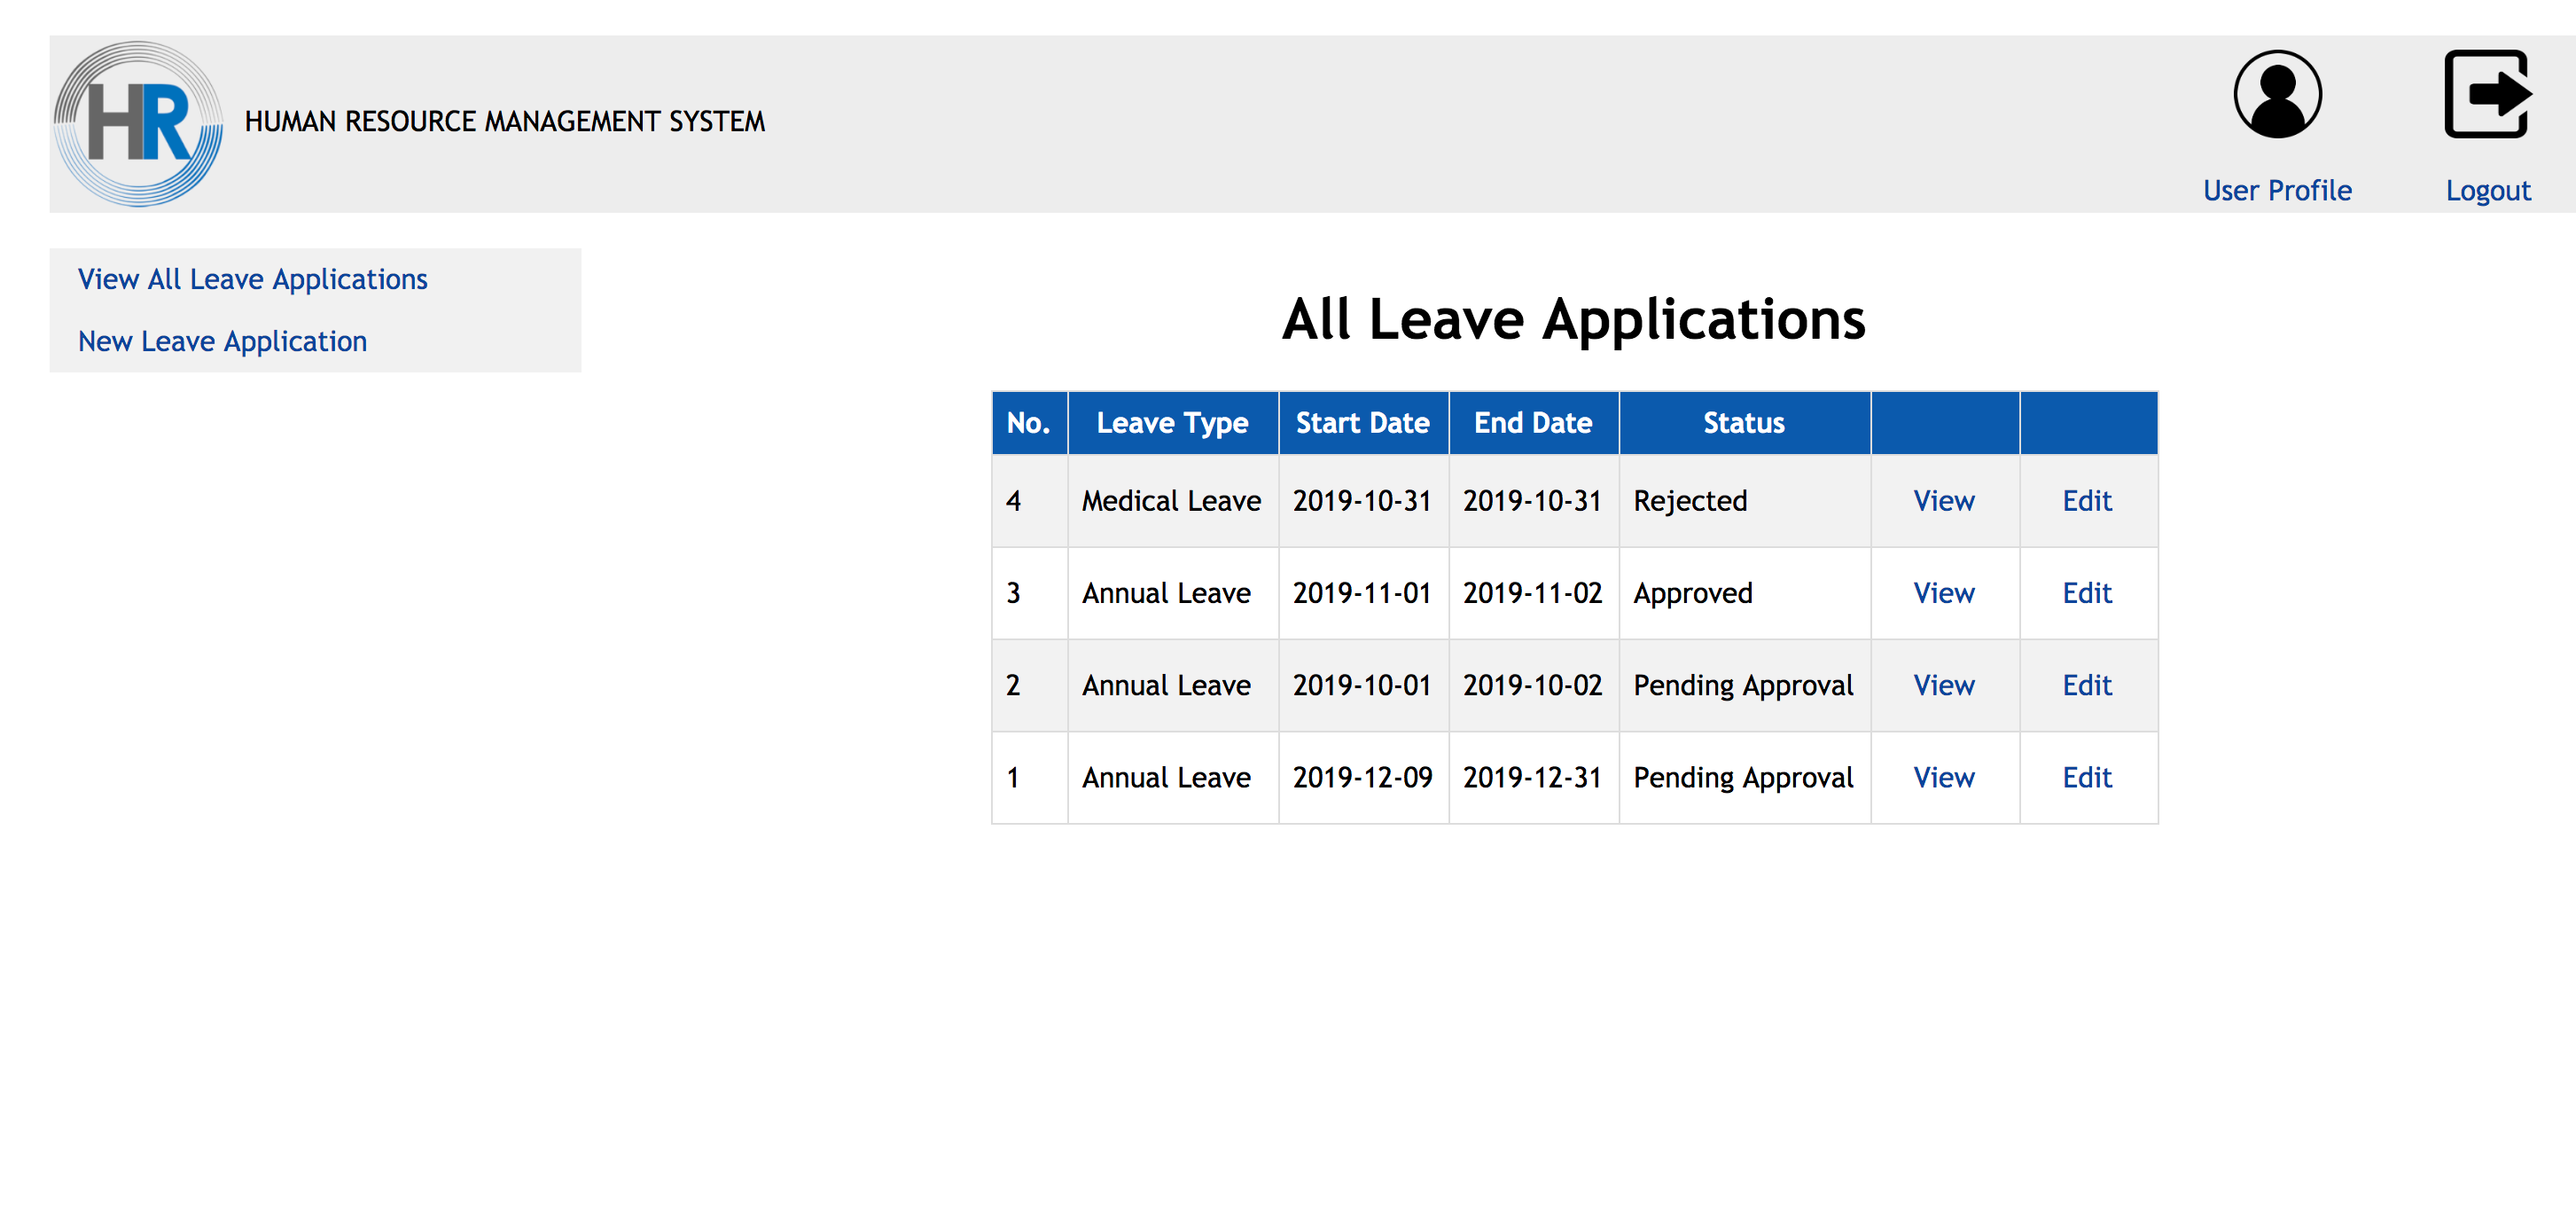 HR
HUMAN RESOURCE MANAGEMENT SYSTEM
User Profile
Logout
View All Leave Applications
New Leave Application
All Leave Applications
No. Leave Type Start Date End Date Status
4 Medical Leave 2019-10-31 2019-10-31 Rejected View Edit
3 Annual Leave 2019-11-01 2019-11-02 Approved View Edit
2 Annual Leave 2019-10-01 2019-10-02 Pending Approval View Edit
1 Annual Leave 2019-12-09 2019-12-31 Pending Approval View Edit